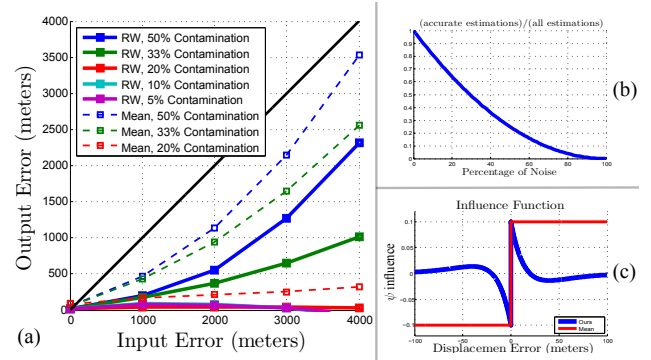 4000
3500
3000
2500
2000
1500
1000
500
0
Output Error (meters)
RW, 50% Contamination
RW, 33% Contamination
RW, 20% Contamination
RW, 10% Contamination
RW, 5% Contamination
Mean, 50% Contamination
Mean, 33% Contamination
Mean, 20% Contamination
0 1000 2000 3000 4000
(a) Input Error (meters)
(accurate estimations)/(all estimations)
1
0.9
0.8
0.7
0.6
0.5
0.4
0.3
0.2
0.1
0
0 20 40 60 80 100
Percentage of Noise
(b)
Influence Function
0.1
0.05
0
−0.05
−0.1
ψ influence
Ours
Mean
−100 −50 0 50 100
Displacemen Error (meters)
(c)